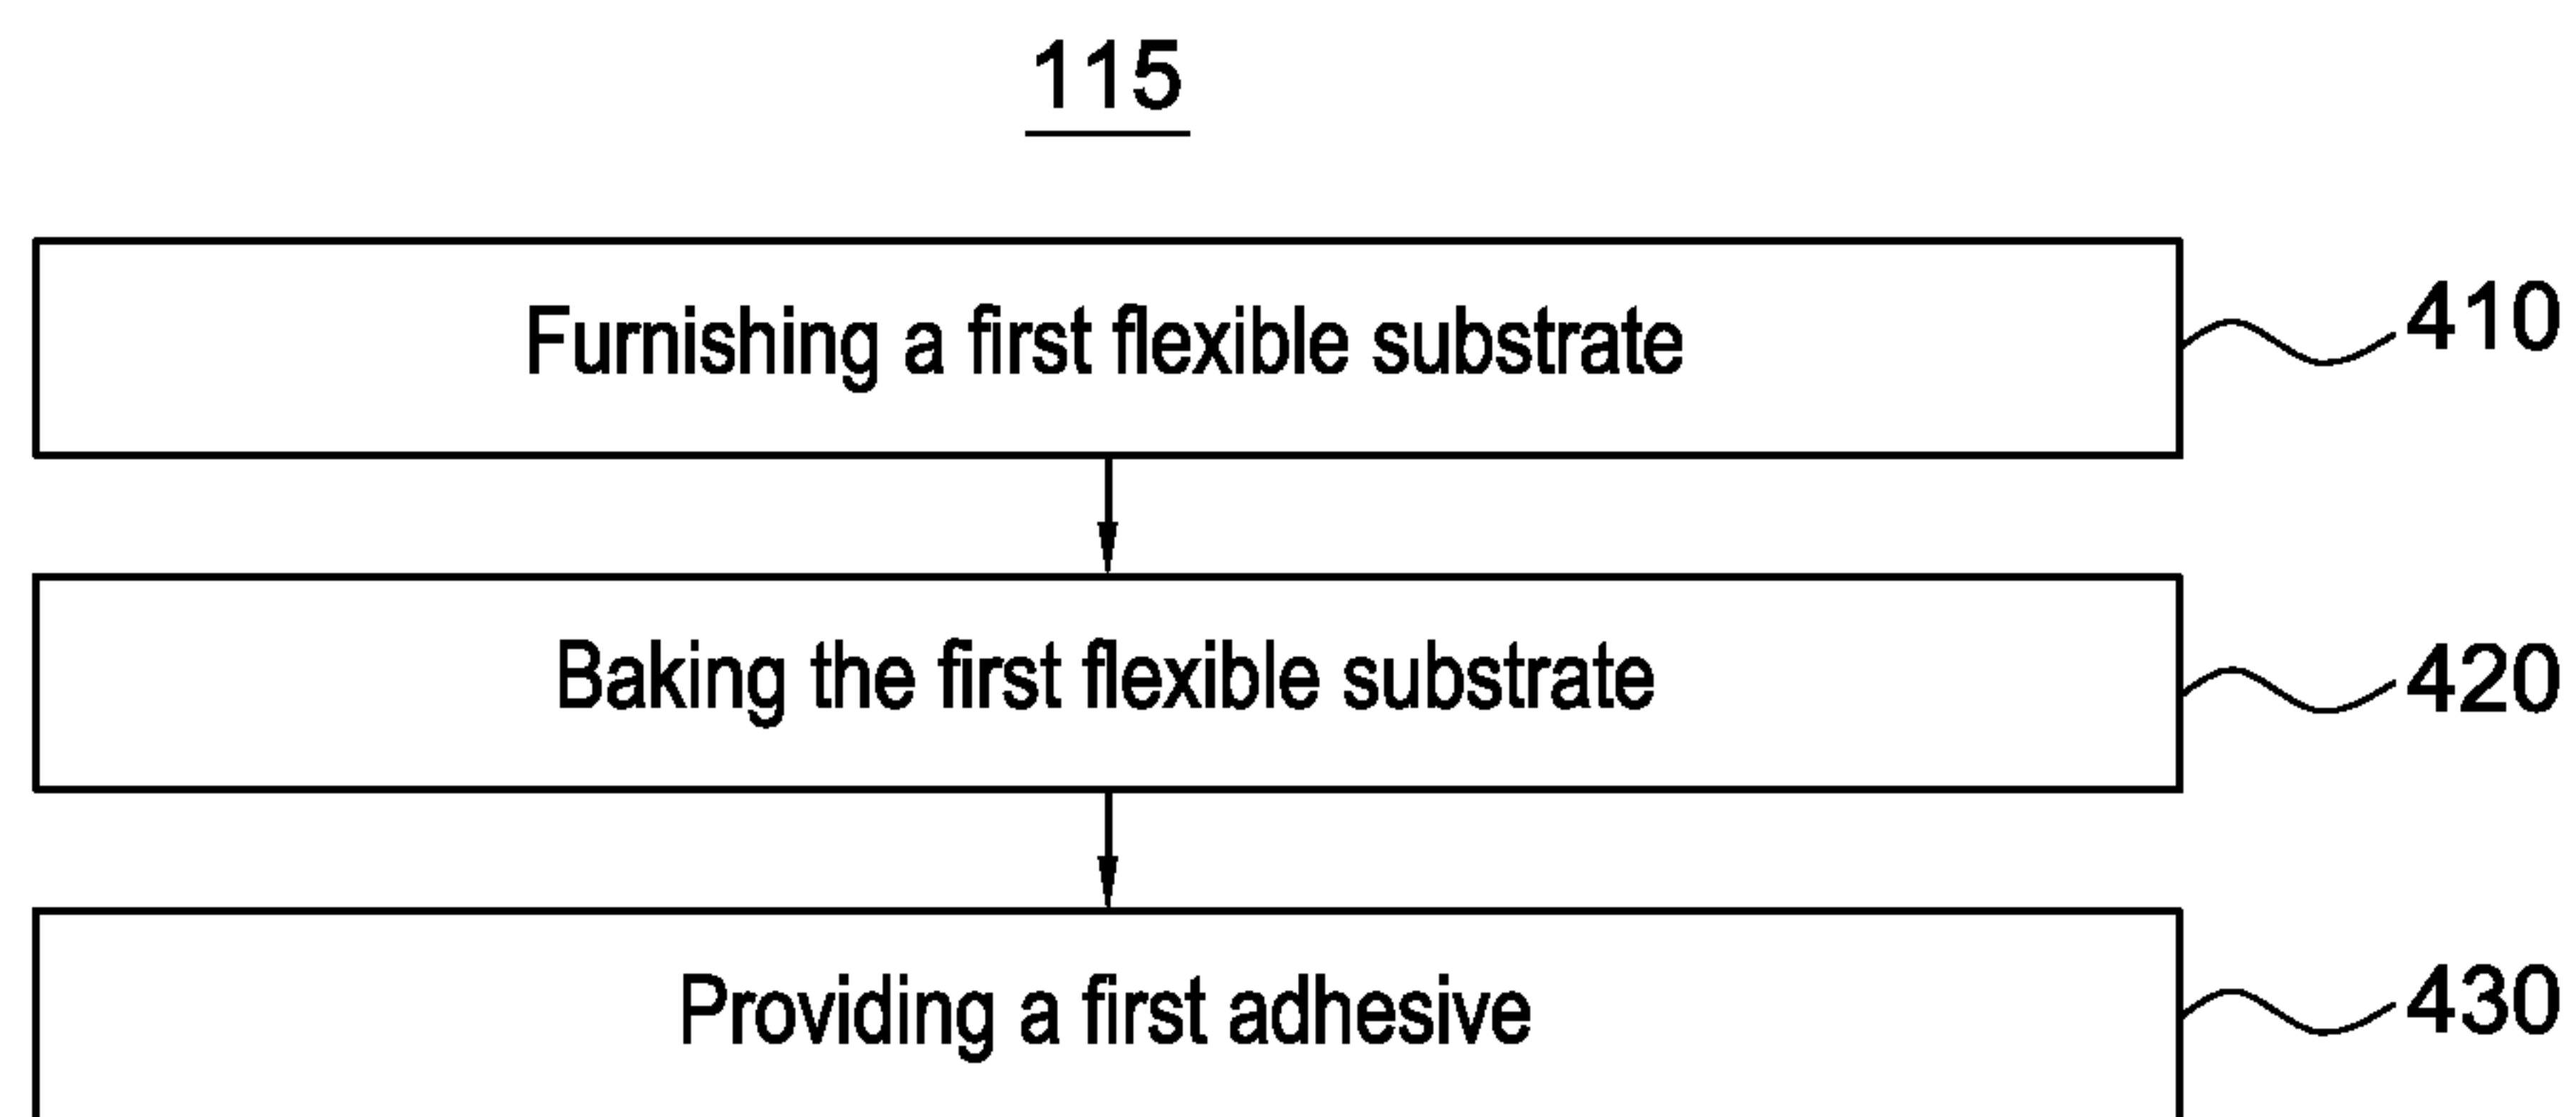 115
Furnishing a first flexible substrate
410
Baking the first flexible substrate
420
Providing a first adhesive
430